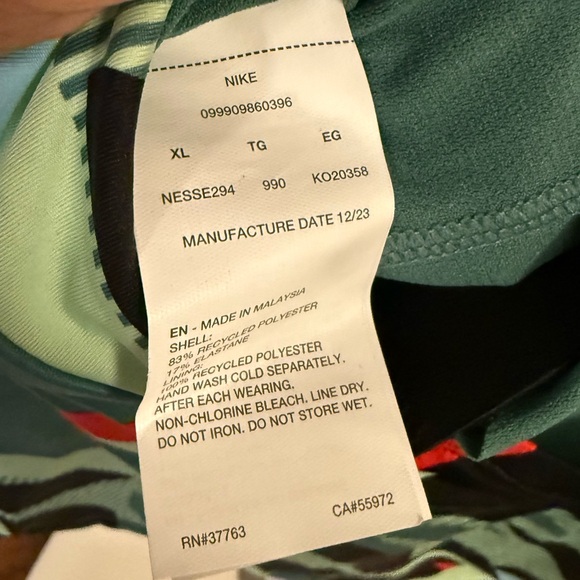 NIKE
099909860396
XL TG EG
NESSE294 990 KO20358
MANUFACTURE DATE 12/23
EN - MADE IN MALAYSIA
SHELL:
83% RECYCLED POLYESTER
17% ELASTANE
LINING:
100% RECYCLED POLYESTER
HAND WASH COLD SEPARATELY.
AFTER EACH WEARING.
NON-CHLORINE BLEACH. LINE DRY.
DO NOT IRON. DO NOT STORE WET.
RN#37763 CA#55972